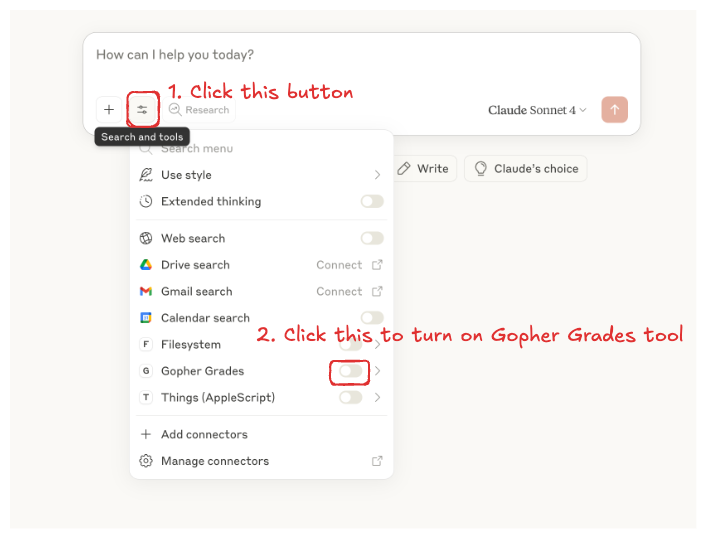 How can I help you today?
1. Click this button
Research
Claude Sonnet 4
Search and tools
Search menu
Use style
Write
Claude's choice
Extended thinking
Web search
Drive search Connect
Gmail search Connect
Calendar search
2. Click this to turn on Gopher Grades tool
F Filesystem
G Gopher Grades
T Things (AppleScript)
Add connectors
Manage connectors